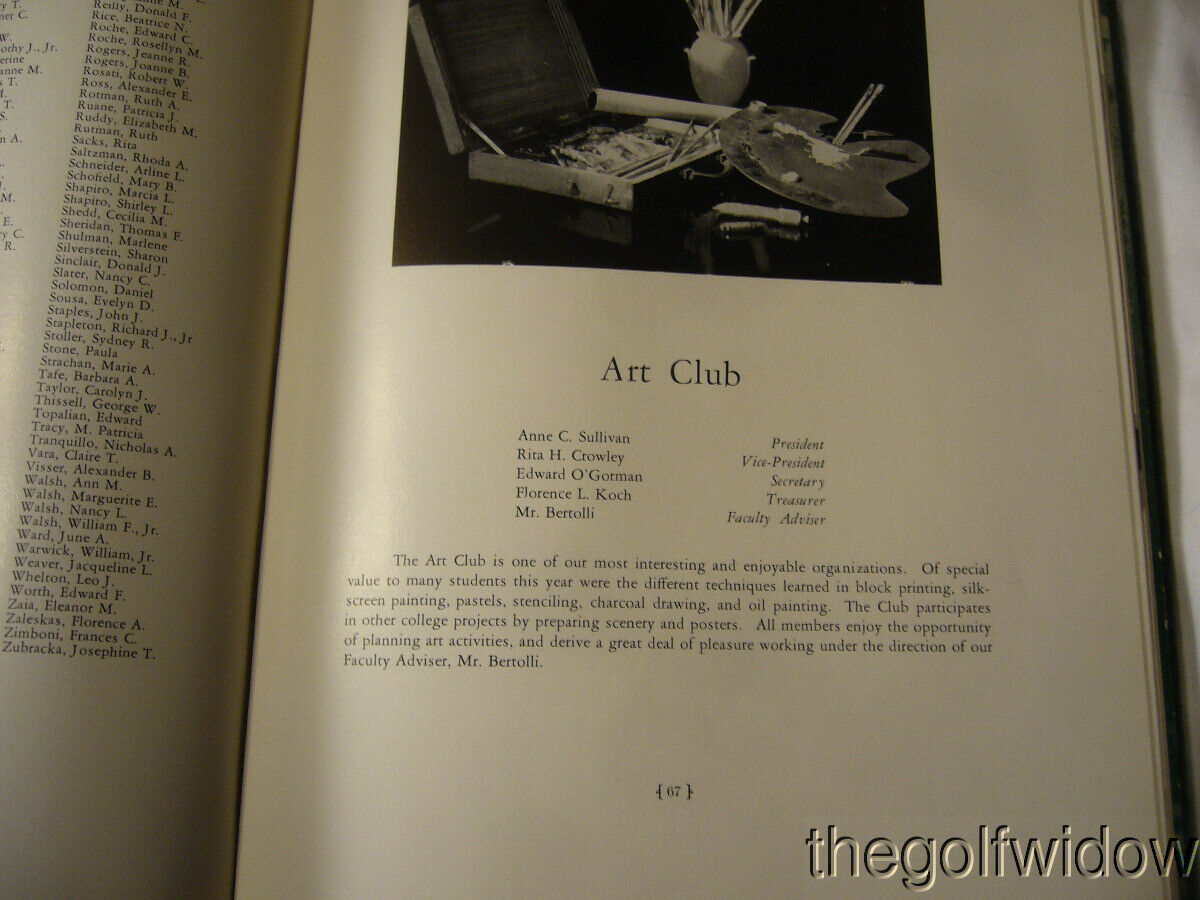 y T.
ner C.
W.
othy J., Jr.
erine
anne M.
s T.
M.
T.
S.
n A.
J.
M.
E.
ry C.
R.
Reilly, Donald F.
Rice, Beatrice N.
Roche, Edward C.
Roche, Rosellyn M.
Rogers, Jeanne R.
Rogers, Joanne B.
Rosati, Robert W.
Ross, Alexander E.
Rotman, Ruth A.
Ruane, Patricia J.
Ruddy, Elizabeth M.
Rutman, Ruth
Sacks, Rita
Saltzman, Rhoda A.
Schneider, Arline L.
Schofield, Mary B.
Shapiro, Marcia L.
Shapiro, Shirley L.
Shedd, Cecilia M.
Sheridan, Thomas F.
Shulman, Marlene
Silverstein, Sharon
Sinclair, Donald J.
Slater, Nancy C.
Solomon, Daniel
Sousa, Evelyn D.
Staples, John J.
Stapleton, Richard J., Jr
Stoller, Sydney R.
Stone, Paula
Strachan, Marie A.
Tafe, Barbara A.
Taylor, Carolyn J.
Thissell, George W.
Topalian, Edward
Tracy, M. Patricia
Tranquillo, Nicholas A.
Vara, Claire T.
Visser, Alexander B.
Walsh, Ann M.
Walsh, Marguerite E.
Walsh, Nancy L.
Walsh, William F., Jr.
Ward, June A.
Warwick, William, Jr.
Weaver, Jacqueline L.
Whelton, Leo J.
Worth, Edward F.
Zaia, Eleanor M.
Zaleskas, Florence A.
Zimboni, Frances C.
Zubracka, Josephine T.
Art Club
Anne C. Sullivan President
Rita H. Crowley Vice-President
Edward O'Gorman Secretary
Florence L. Koch Treasurer
Mr. Bertolli Faculty Adviser
The Art Club is one of our most interesting and enjoyable organizations. Of special
value to many students this year were the different techniques learned in block printing, silk-
screen painting, pastels, stenciling, charcoal drawing, and oil painting. The Club participates
in other college projects by preparing scenery and posters. All members enjoy the opportunity
of planning art activities, and derive a great deal of pleasure working under the direction of our
Faculty Adviser, Mr. Bertolli.
{ 67 }
thegolfwidow